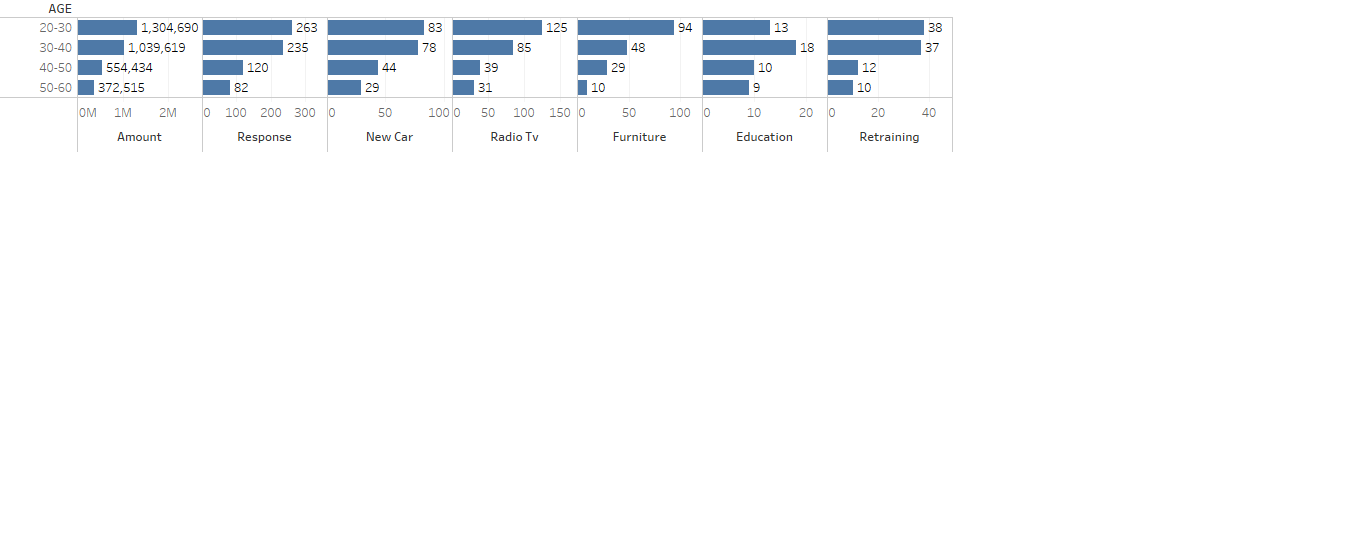 AGE
20-30 1,304,690 263 83 125 94 13 38
30-40 1,039,619 235 78 85 48 18 37
40-50 554,434 120 44 39 29 10 12
50-60 372,515 82 29 31 10 9 10
0M 1M 2M 0 100 200 300 0 50 100 0 50 100 150 0 50 100 0 10 20 0 20 40
Amount Response New Car Radio Tv Furniture Education Retraining